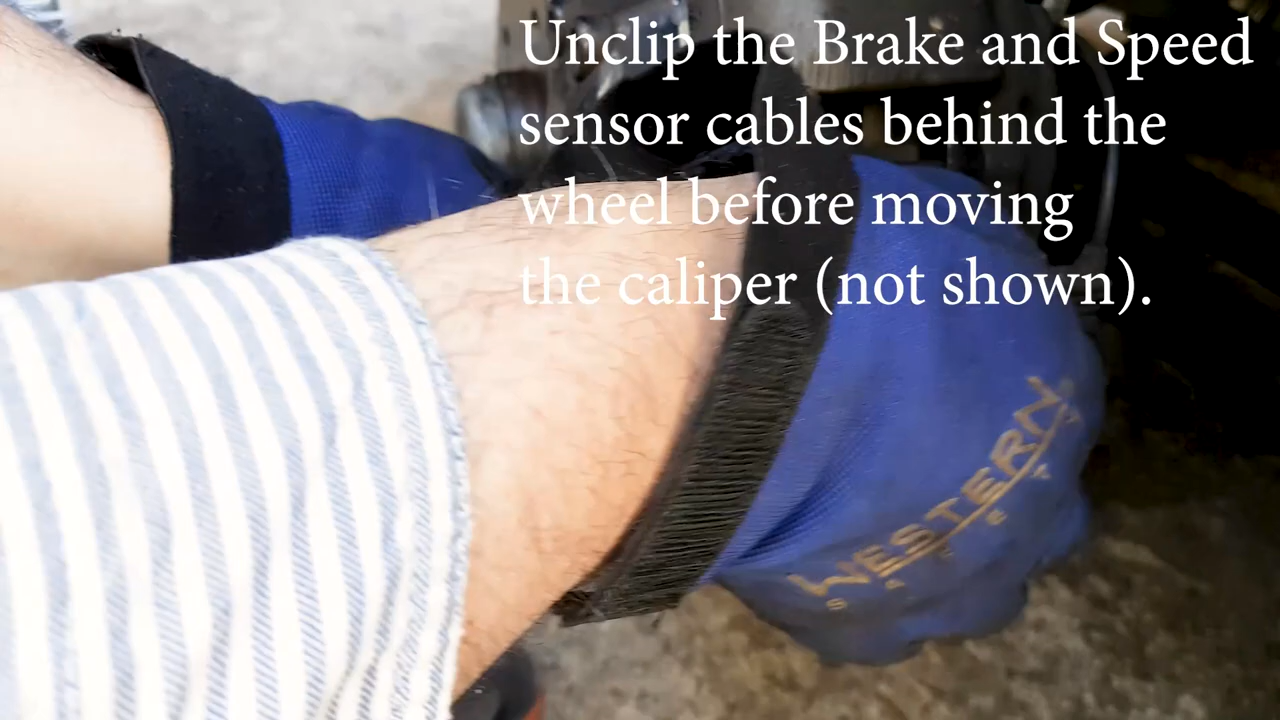 Unclip the Brake and Speed
sensor cables behind the
wheel before moving
the caliper (not shown).
WESTERN